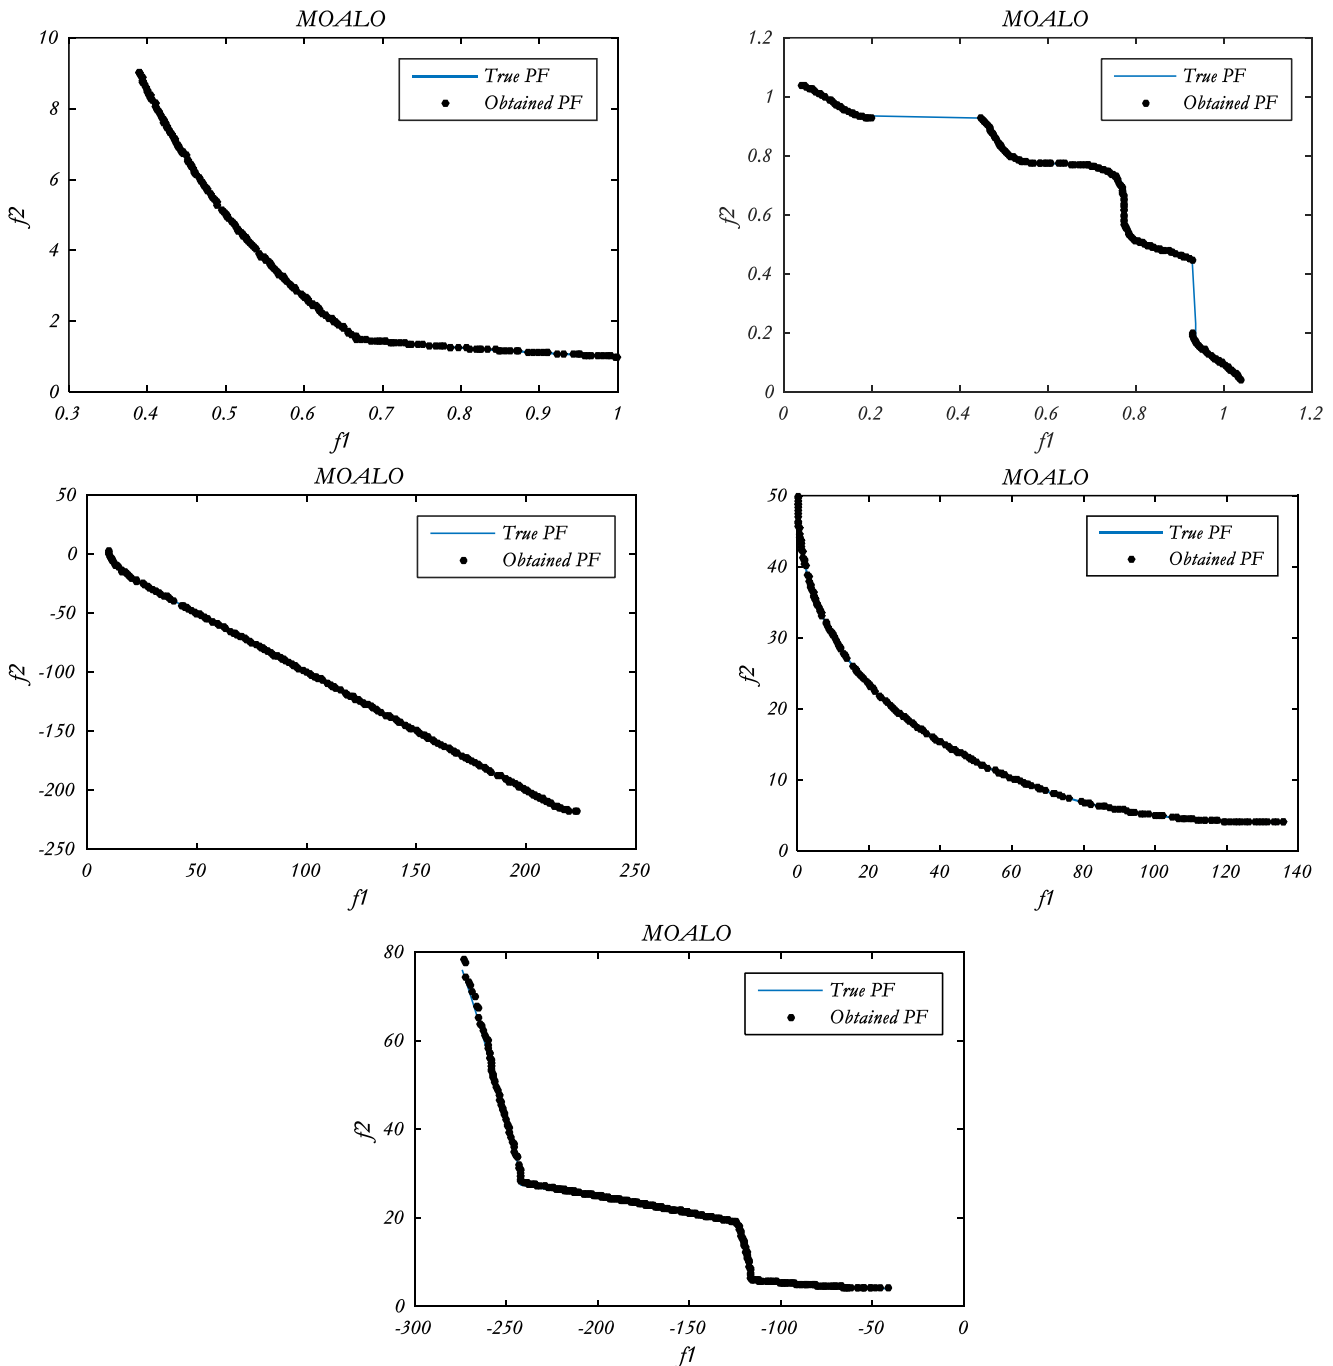 MOALO
10
8
6
4
2
0
f2
True PF
Obtained PF
0.3 0.4 0.5 0.6 0.7 0.8 0.9 1
f1
MOALO
1.2
1
0.8
0.6
0.4
0.2
0
f2
True PF
Obtained PF
0 0.2 0.4 0.6 0.8 1 1.2
f1
MOALO
50
0
-50
-100
-150
-200
-250
f2
True PF
Obtained PF
0 50 100 150 200 250
f1
MOALO
50
40
30
20
10
0
f2
True PF
Obtained PF
0 20 40 60 80 100 120 140
f1
MOALO
80
60
40
20
0
f2
True PF
Obtained PF
-300 -250 -200 -150 -100 -50 0
f1